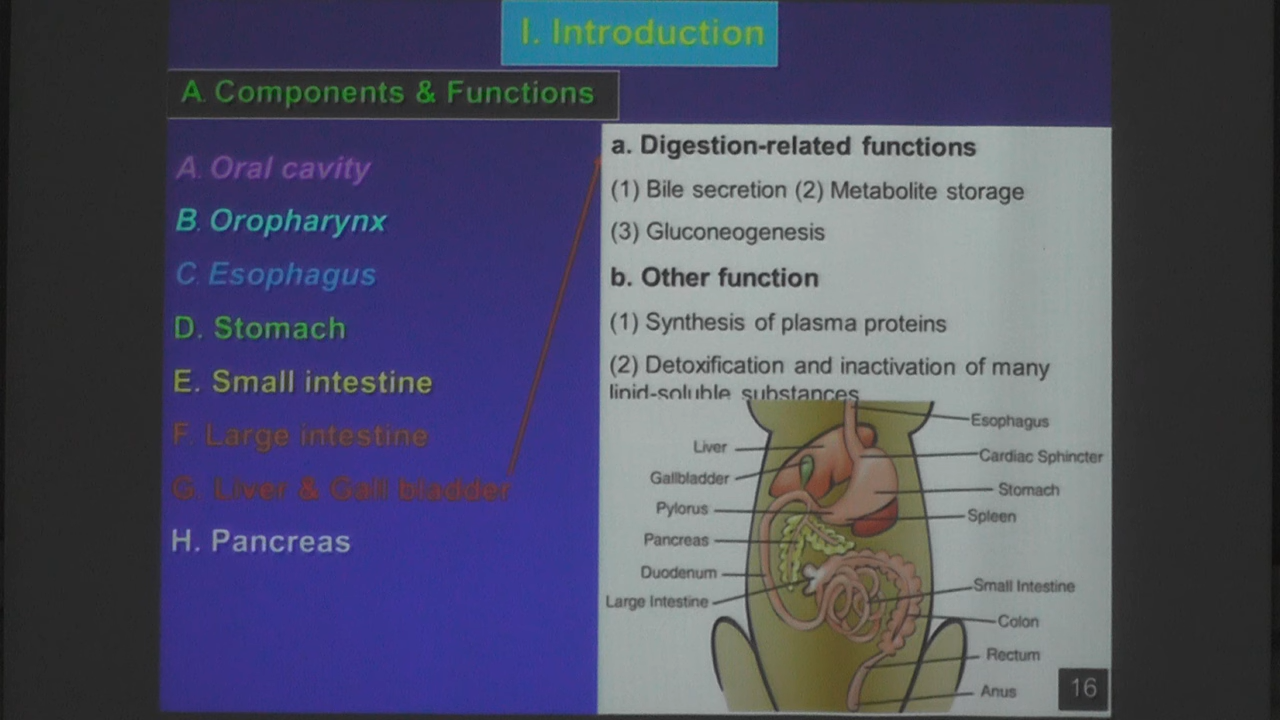 I. Introduction
A. Components & Functions
A. Oral cavity
B. Oropharynx
C. Esophagus
D. Stomach
E. Small intestine
F. Large intestine
G. Liver & Gall bladder
H. Pancreas
a. Digestion-related functions
(1) Bile secretion (2) Metabolite storage
(3) Gluconeogenesis
b. Other function
(1) Synthesis of plasma proteins
(2) Detoxification and inactivation of many
lipid-soluble substances
Liver
Gallbladder
Pylorus
Pancreas
Duodenum
Large Intestine
Esophagus
Cardiac Sphincter
Stomach
Spleen
Small Intestine
Colon
Rectum
Anus
16